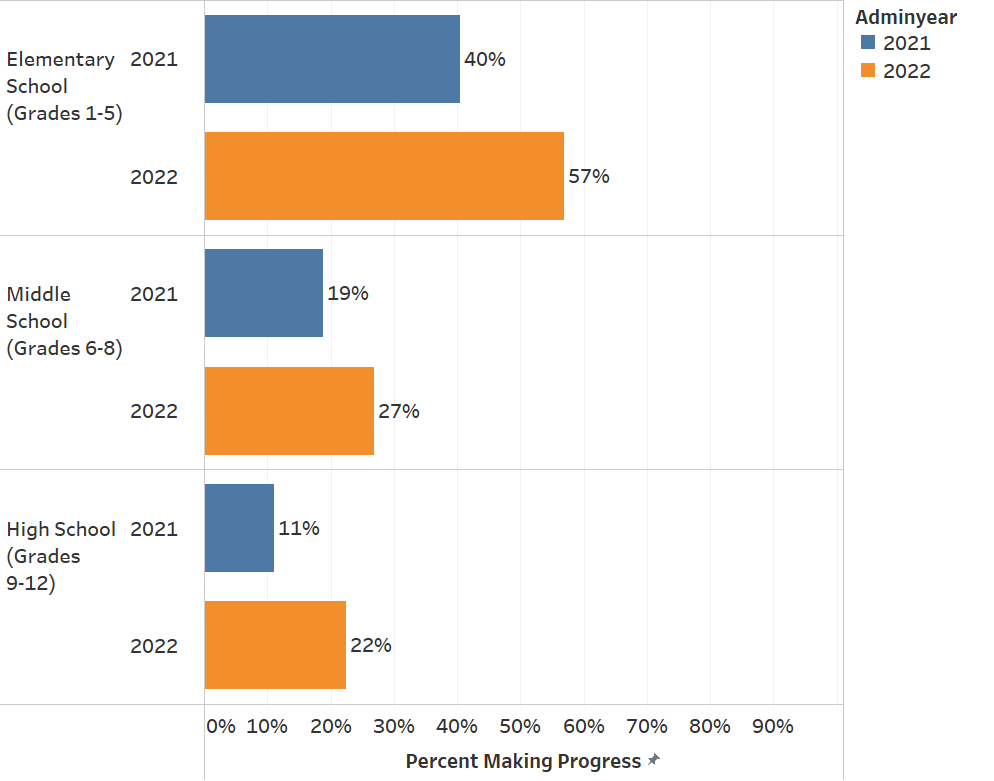 Adminyear
2021
2022
Elementary School (Grades 1-5)
2021
40%
2022
57%
Middle School (Grades 6-8)
2021
19%
2022
27%
High School (Grades 9-12)
2021
11%
2022
22%
0% 10% 20% 30% 40% 50% 60% 70% 80% 90%
Percent Making Progress